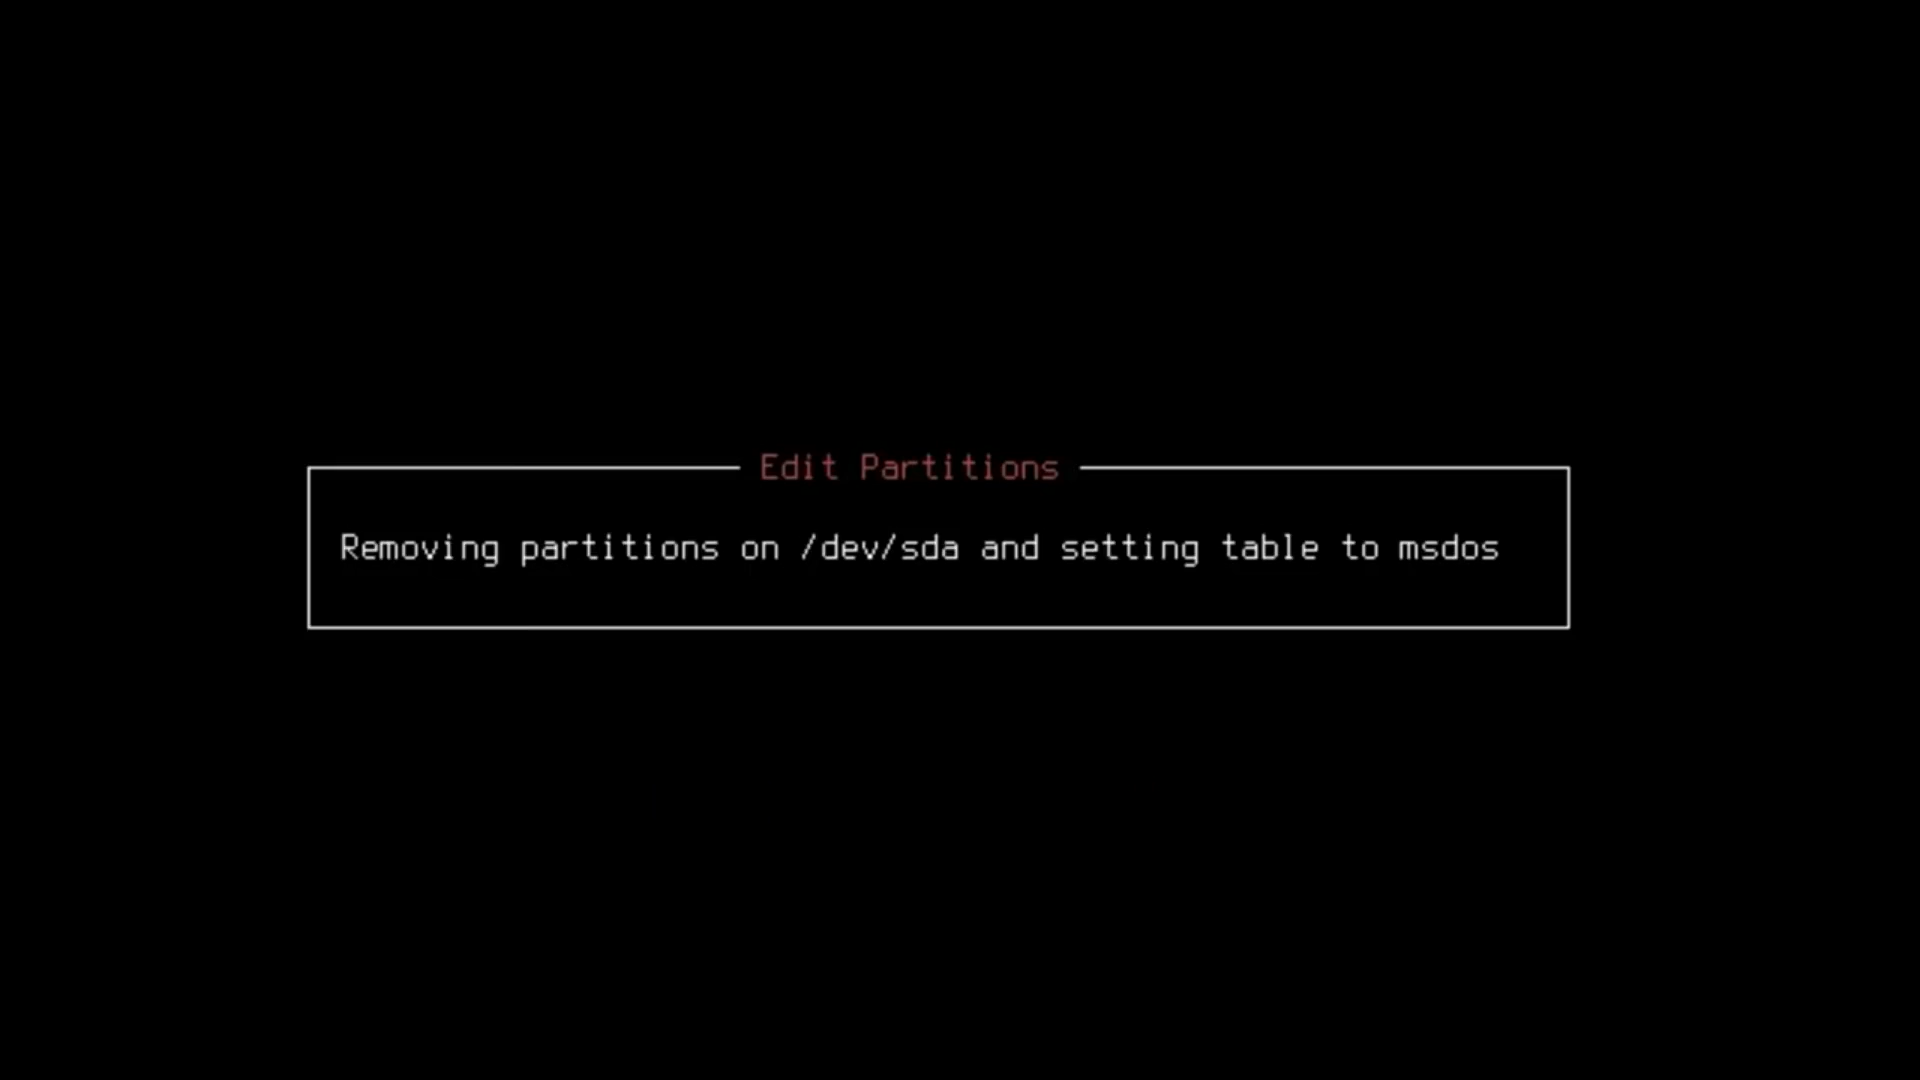 Edit Partitions
Removing partitions on /dev/sda and setting table to msdos